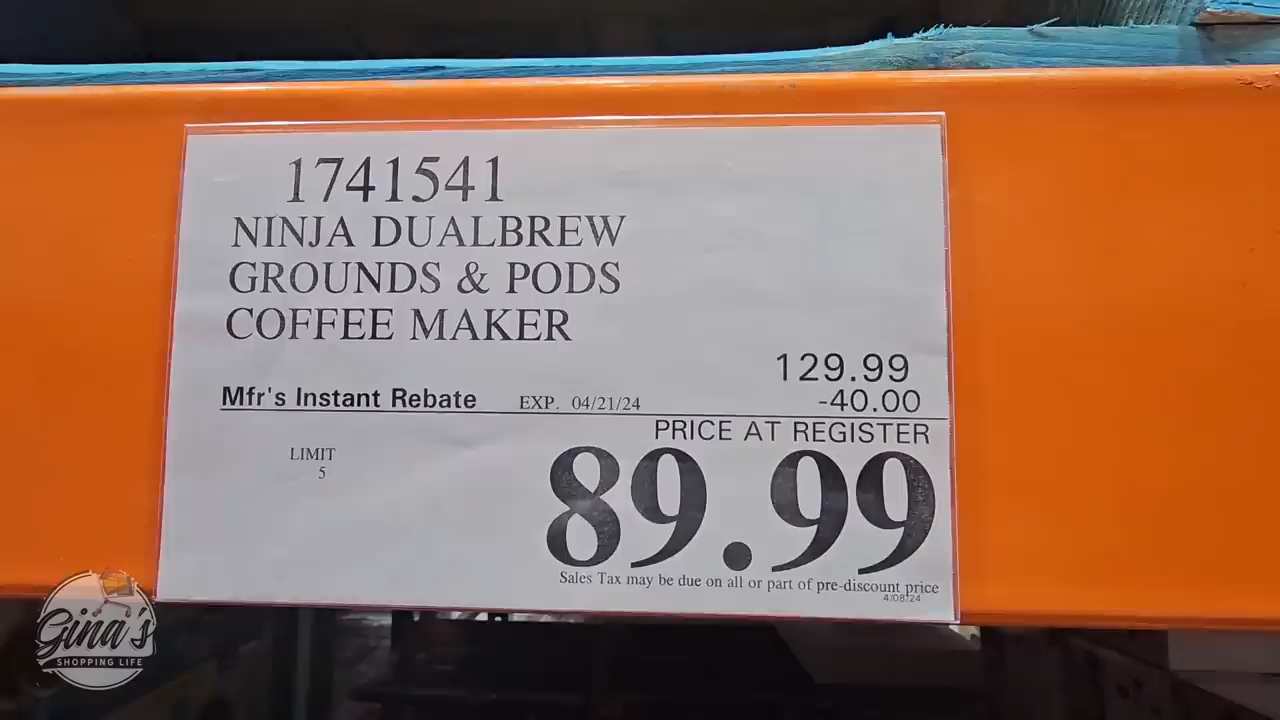 1741541
NINJA DUALBREW
GROUNDS & PODS
COFFEE MAKER
129.99
Mfr's Instant Rebate EXP. 04/21/24 -40.00
PRICE AT REGISTER
LIMIT
5
89.99
Sales Tax may be due on all or part of pre-discount price
4/08/24
Gina's
SHOPPING LIFE